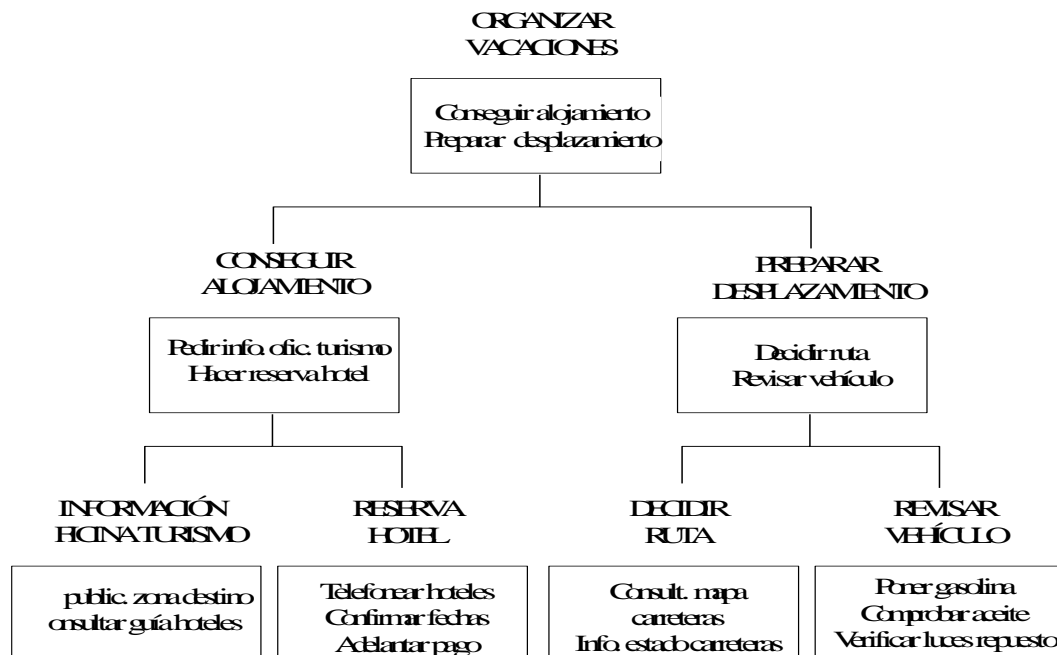 ORGANIZAR
VACACIONES
Conseguir alojamiento
Preparar desplazamiento
CONSEGUIR
ALOJAMIENTO
PREPARAR
DESPLAZAMIENTO
Pedir info. ofic. turismo
Hacer reserva hotel
Decidir ruta
Revisar vehículo
INFORMACIÓN
FICINA TURISMO
RESERVA
HOTEL
DECIDIR
RUTA
REVISAR
VEHÍCULO
public. zona destino
onsultar guía hoteles
Telefonear hoteles
Confirmar fechas
Adelantar pago
Consult. mapa
carreteras
Info. estado carreteras
Poner gasolina
Comprobar aceite
Verificar luces repuesto